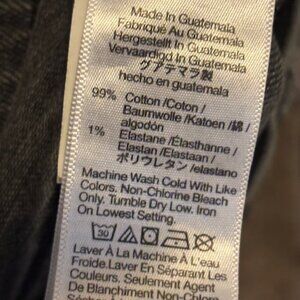 Made In Guatemala
Fabriqué Au Guatemala
Hergestellt In Guatemala
Vervaardigd In Guatemala
グアテマラ製
hecho en guatemala
99% Cotton /Coton /
Baumwolle /Katoen /綿 /
algodón
1% Elastane /Élasthanne /
Elastan /Elastaan /
ポリウレタン /elastano
Machine Wash Cold With Like
Colors. Non-Chlorine Bleach
Only. Tumble Dry Low. Iron
On Lowest Setting.
30
Laver À La Machine À L'Eau
Froide.Laver En Séparant Les
Couleurs. Seulement Agent
De Blanchiment Non-Chloré